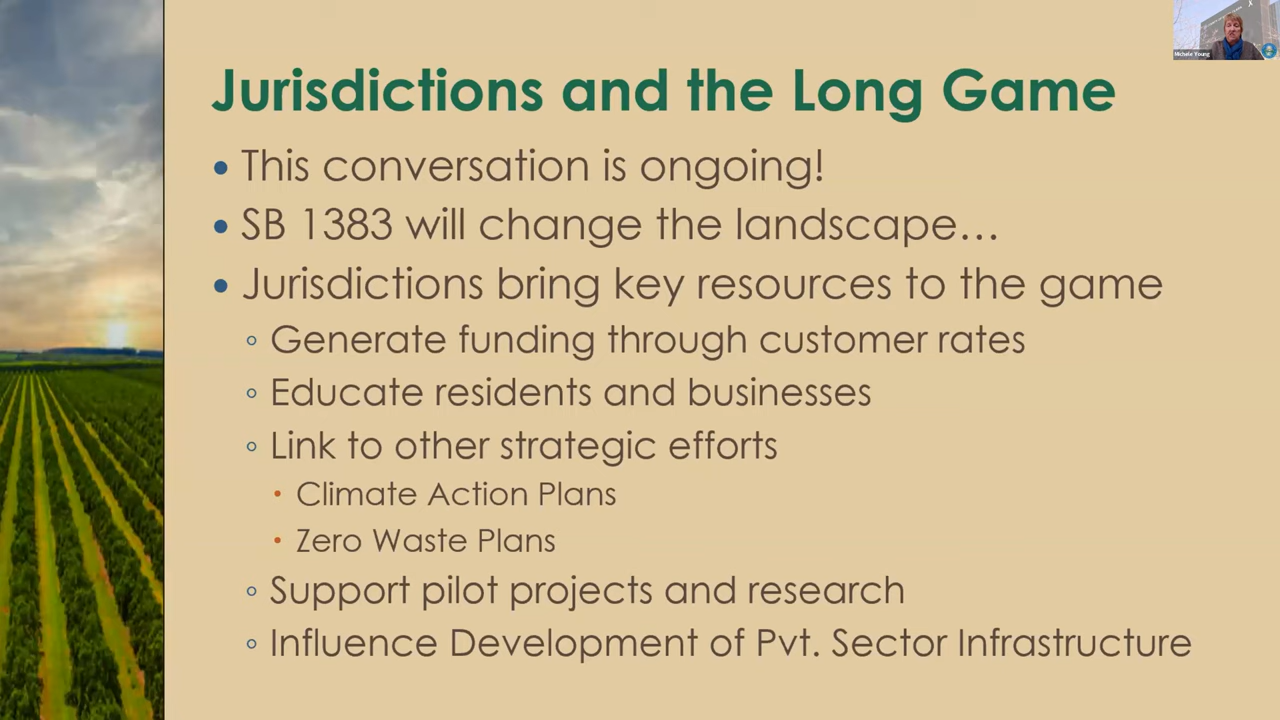 Jurisdictions and the Long Game
• This conversation is ongoing!
• SB 1383 will change the landscape…
• Jurisdictions bring key resources to the game
◦ Generate funding through customer rates
◦ Educate residents and businesses
◦ Link to other strategic efforts
• Climate Action Plans
• Zero Waste Plans
◦ Support pilot projects and research
◦ Influence Development of Pvt. Sector Infrastructure
Michele Young